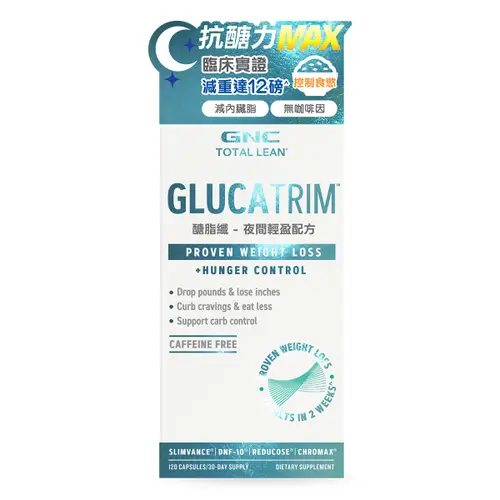 抗醣力MAX
臨床實證
減重達12磅^
控制食慾
減內臟脂
無咖啡因
GNC
TOTAL LEAN®
GLUCATRIM™
醣脂纖 - 夜間輕盈配方
PROVEN WEIGHT LOSS
+HUNGER CONTROL
• Drop pounds & lose inches
• Curb cravings & eat less
• Support carb control
CAFFEINE FREE
PROVEN WEIGHT LOSS
RESULTS IN 2 WEEKS^
SLIMVANCE® | DNF-10® | REDUCOSE® | CHROMAX®
120 CAPSULES/30-DAY SUPPLY
DIETARY SUPPLEMENT